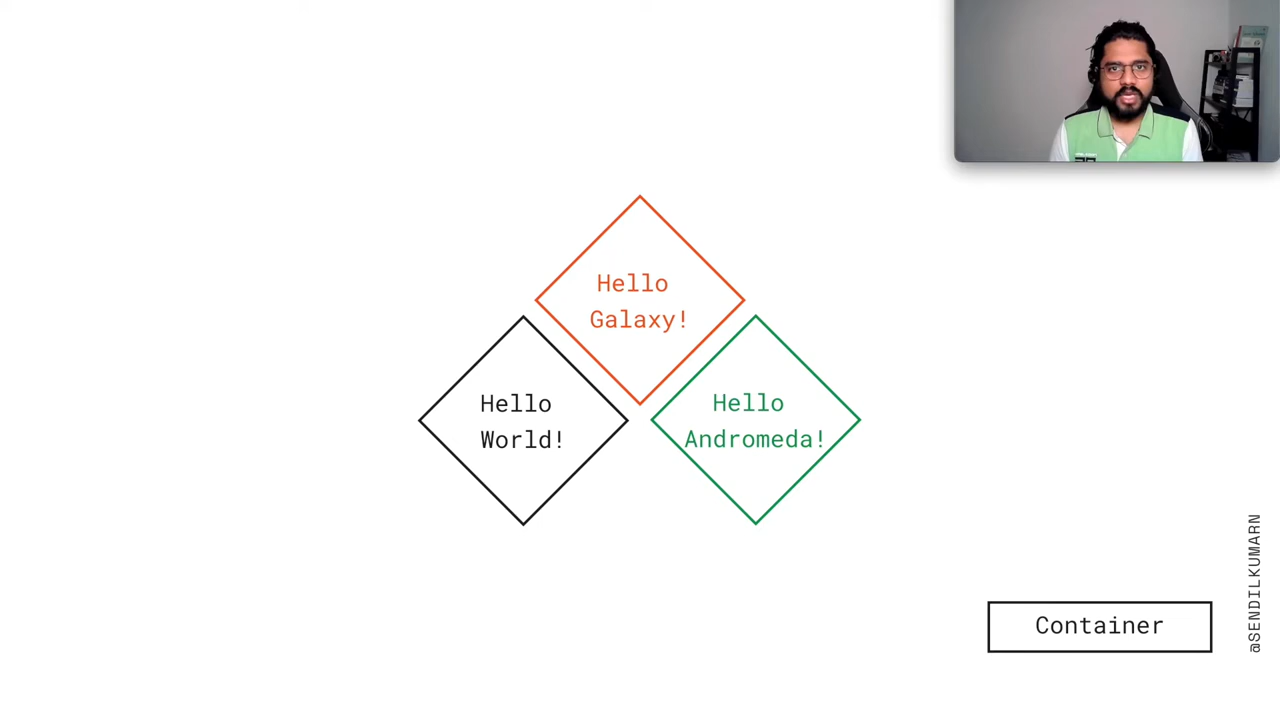 Hello
Galaxy!
Hello
World!
Hello
Andromeda!
Container
@SENDILKUMARN